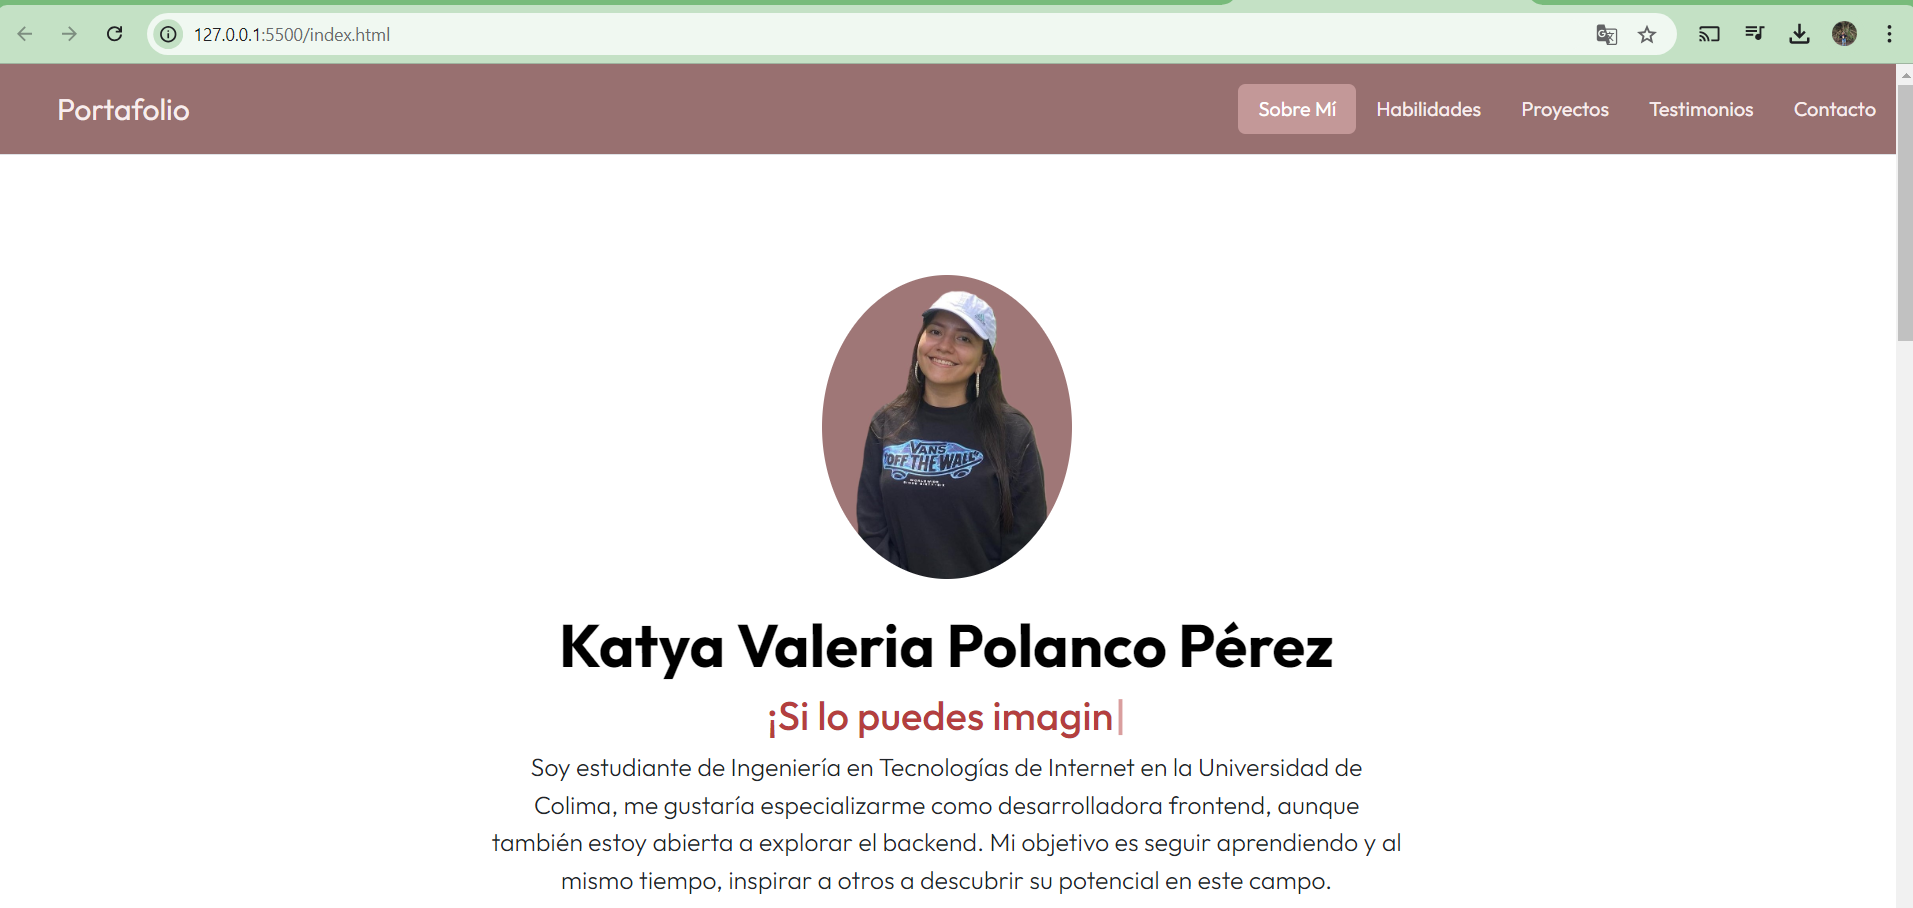 127.0.0.1:5500/index.html
Portafolio
Sobre Mí
Habilidades
Proyectos
Testimonios
Contacto
VANS
"OFF THE WALL"
Katya Valeria Polanco Pérez
¡Si lo puedes imagin
Soy estudiante de Ingeniería en Tecnologías de Internet en la Universidad de
Colima, me gustaría especializarme como desarrolladora frontend, aunque
también estoy abierta a explorar el backend. Mi objetivo es seguir aprendiendo y al
mismo tiempo, inspirar a otros a descubrir su potencial en este campo.